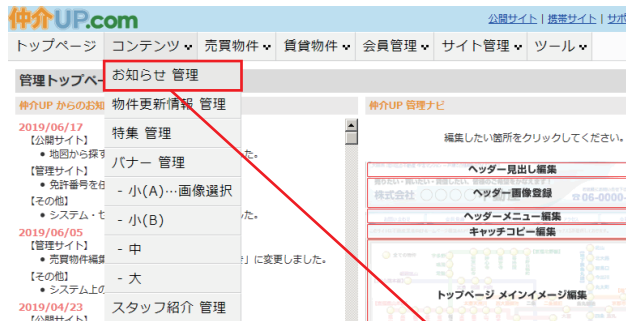 仲介UP.com
公開サイト | 携帯サイト | サポ
トップページ コンテンツ 売買物件 賃貸物件 会員管理 サイト管理 ツール
管理トップペー
お知らせ 管理
物件更新情報 管理
特集 管理
バナー 管理
- 小(A)…画像選択
- 小(B)
- 中
- 大
スタッフ紹介 管理
仲介UP からのお知
2019/06/17
【公開サイト】
• 地図から探す
た。
【管理サイト】
• 免許番号を任
【その他】
• システム・セ
た。
2019/06/05
【管理サイト】
• 売買物件編集
」に変更しました。
【その他】
• システム上の
2019/04/23
【公開サイト】
仲介UP 管理ナビ
編集したい箇所をクリックしてください。
ヘッダー見出し編集
株式会社
ヘッダー画像登録
☎06-0000-
ヘッダーメニュー編集
キャッチコピー編集
トップページ メインイメージ編集